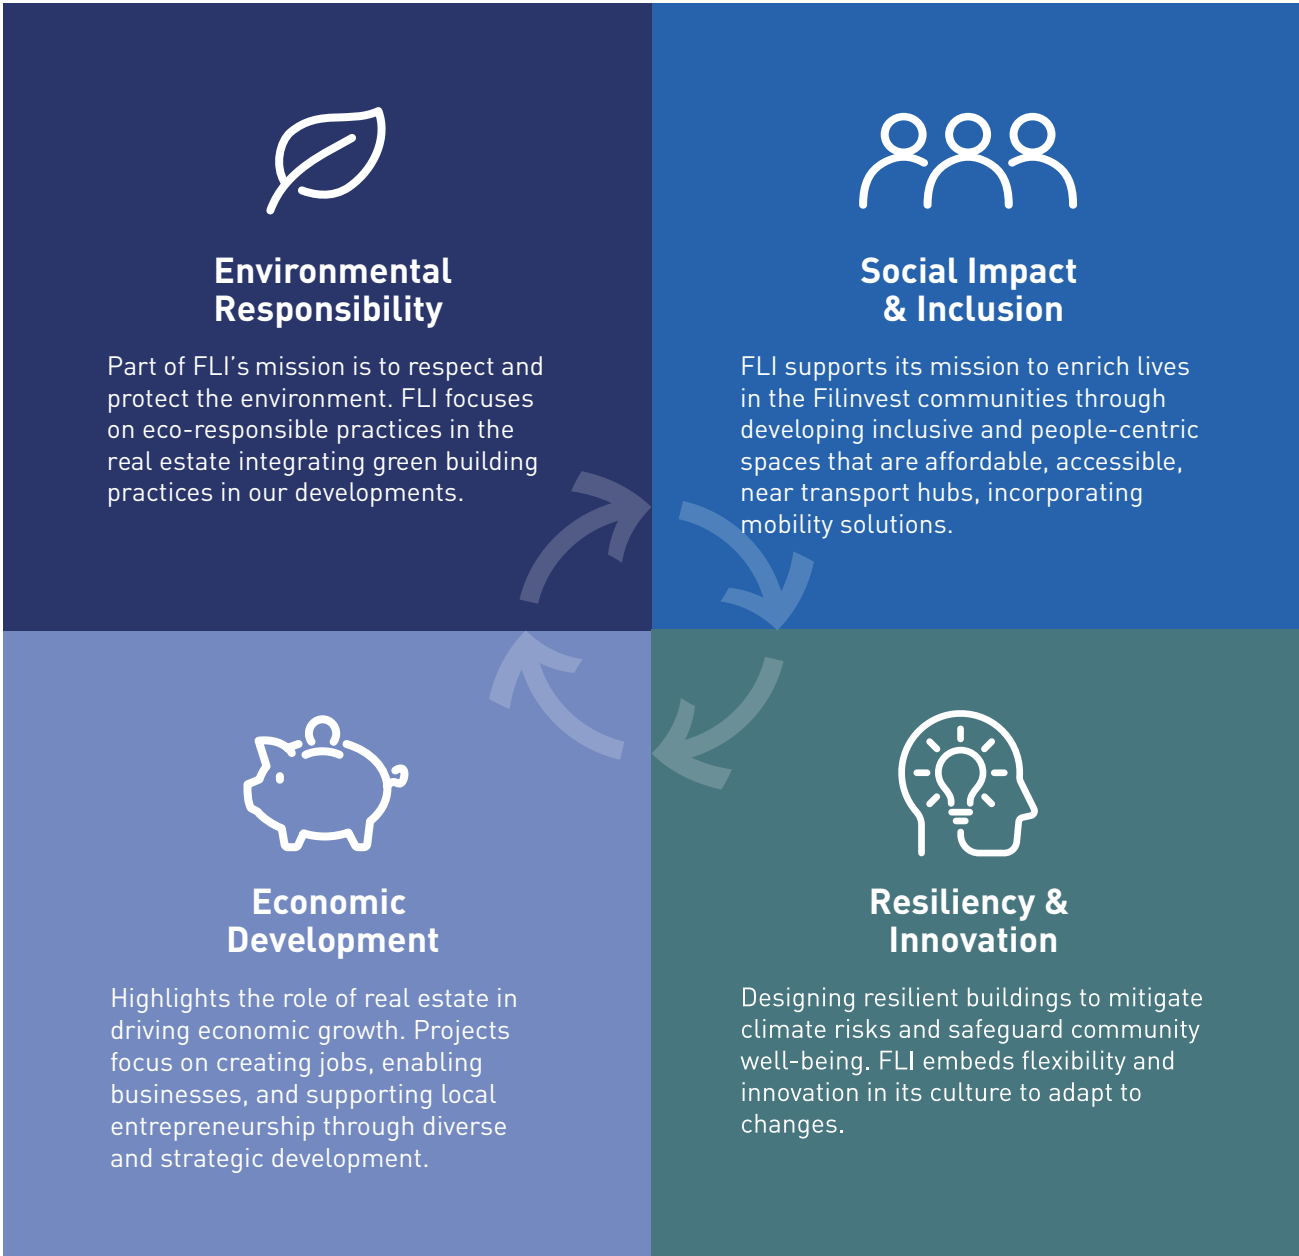 Environmental
Responsibility
Part of FLI's mission is to respect and
protect the environment. FLI focuses
on eco-responsible practices in the
real estate integrating green building
practices in our developments.
Social Impact
& Inclusion
FLI supports its mission to enrich lives
in the Filinvest communities through
developing inclusive and people-centric
spaces that are affordable, accessible,
near transport hubs, incorporating
mobility solutions.
Economic
Development
Highlights the role of real estate in
driving economic growth. Projects
focus on creating jobs, enabling
businesses, and supporting local
entrepreneurship through diverse
and strategic development.
Resiliency &
Innovation
Designing resilient buildings to mitigate
climate risks and safeguard community
well-being. FLI embeds flexibility and
innovation in its culture to adapt to
changes.